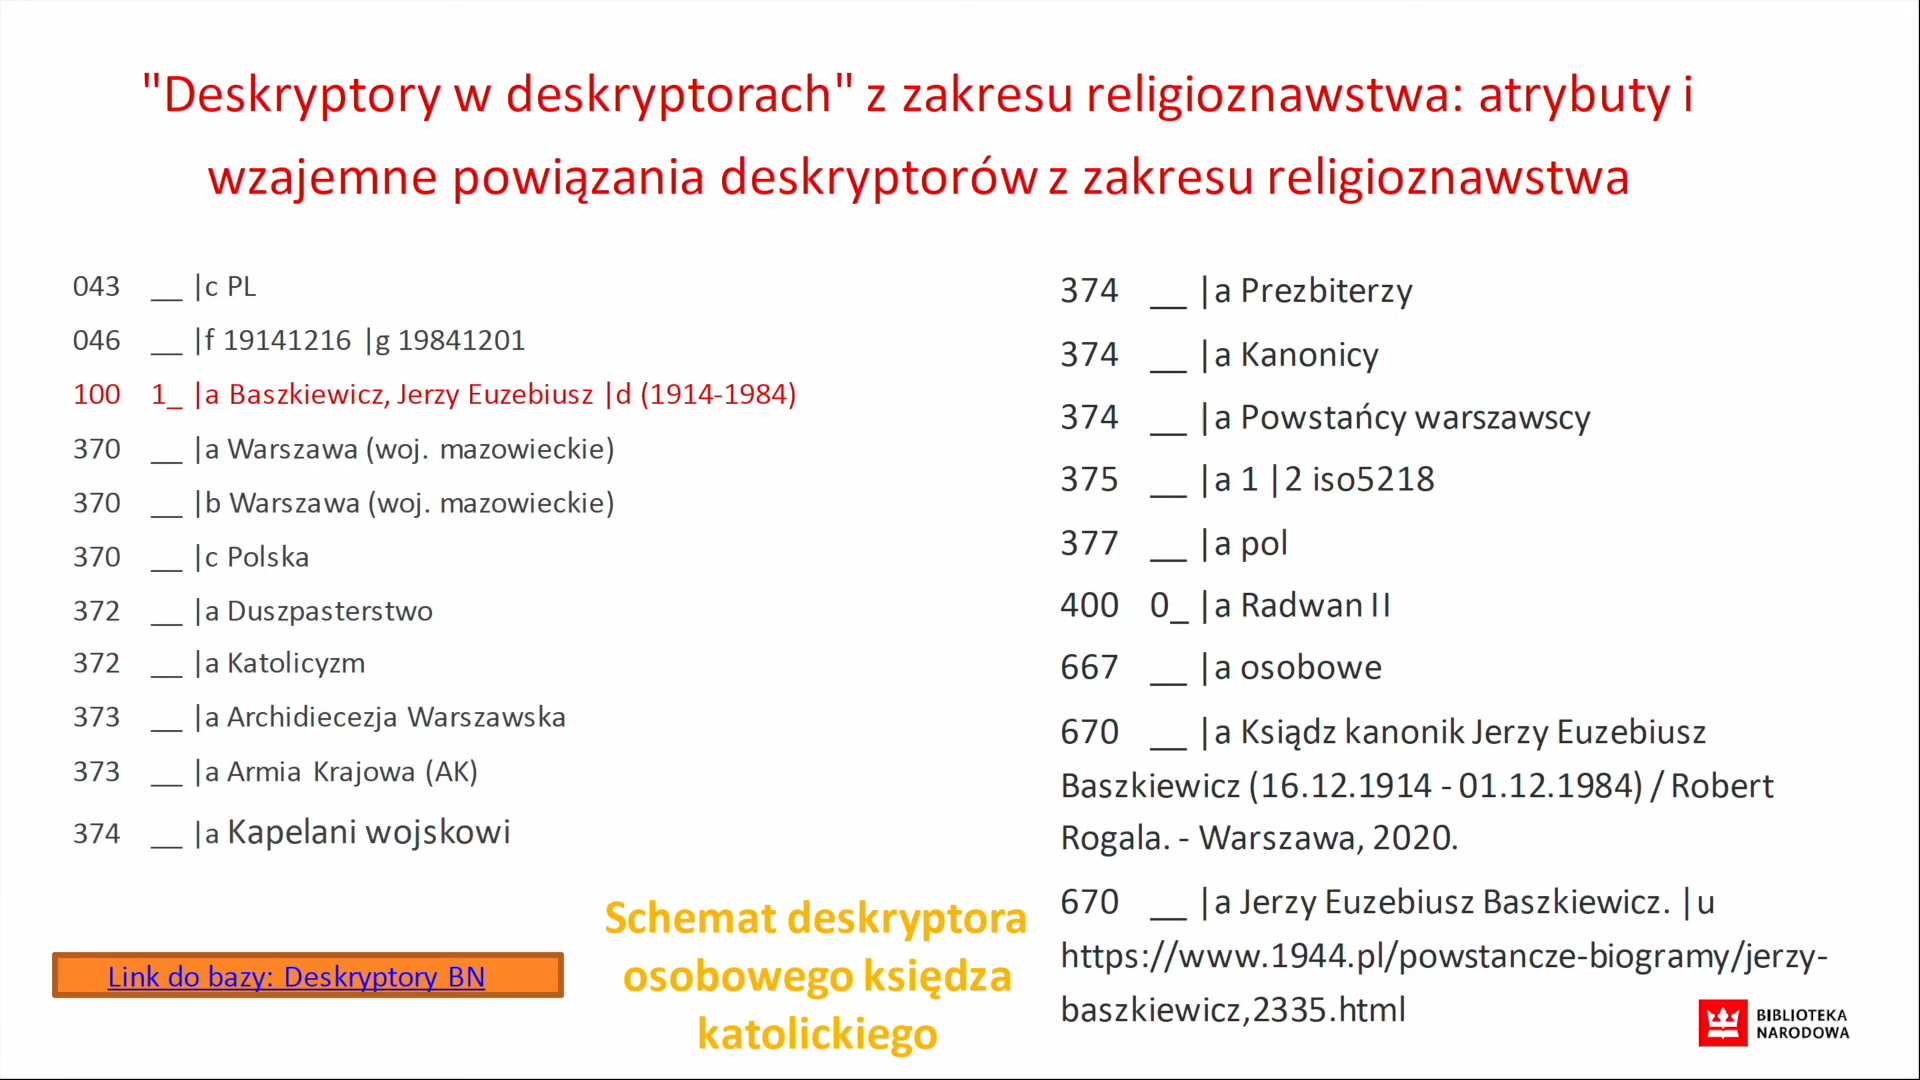 "Deskryptory w deskryptorach" z zakresu religioznawstwa: atrybuty i
wzajemne powiązania deskryptorów z zakresu religioznawstwa
043 __ |c PL
046 __ |f 19141216 |g 19841201
100 1_ |a Baszkiewicz, Jerzy Euzebiusz |d (1914-1984)
370 __ |a Warszawa (woj. mazowieckie)
370 __ |b Warszawa (woj. mazowieckie)
370 __ |c Polska
372 __ |a Duszpasterstwo
372 __ |a Katolicyzm
373 __ |a Archidiecezja Warszawska
373 __ |a Armia Krajowa (AK)
374 __ |a Kapelani wojskowi
374 __ |a Prezbiterzy
374 __ |a Kanonicy
374 __ |a Powstańcy warszawscy
375 __ |a 1 |2 iso5218
377 __ |a pol
400 0_ |a Radwan II
667 __ |a osobowe
670 __ |a Ksiądz kanonik Jerzy Euzebiusz
Baszkiewicz (16.12.1914 - 01.12.1984) / Robert
Rogala. - Warszawa, 2020.
670 __ |a Jerzy Euzebiusz Baszkiewicz. |u
https://www.1944.pl/powstancze-biogramy/jerzy-
baszkiewicz,2335.html
Schemat deskryptora
osobowego księdza
katolickiego
Link do bazy: Deskryptory BN
BIBLIOTEKA
NARODOWA